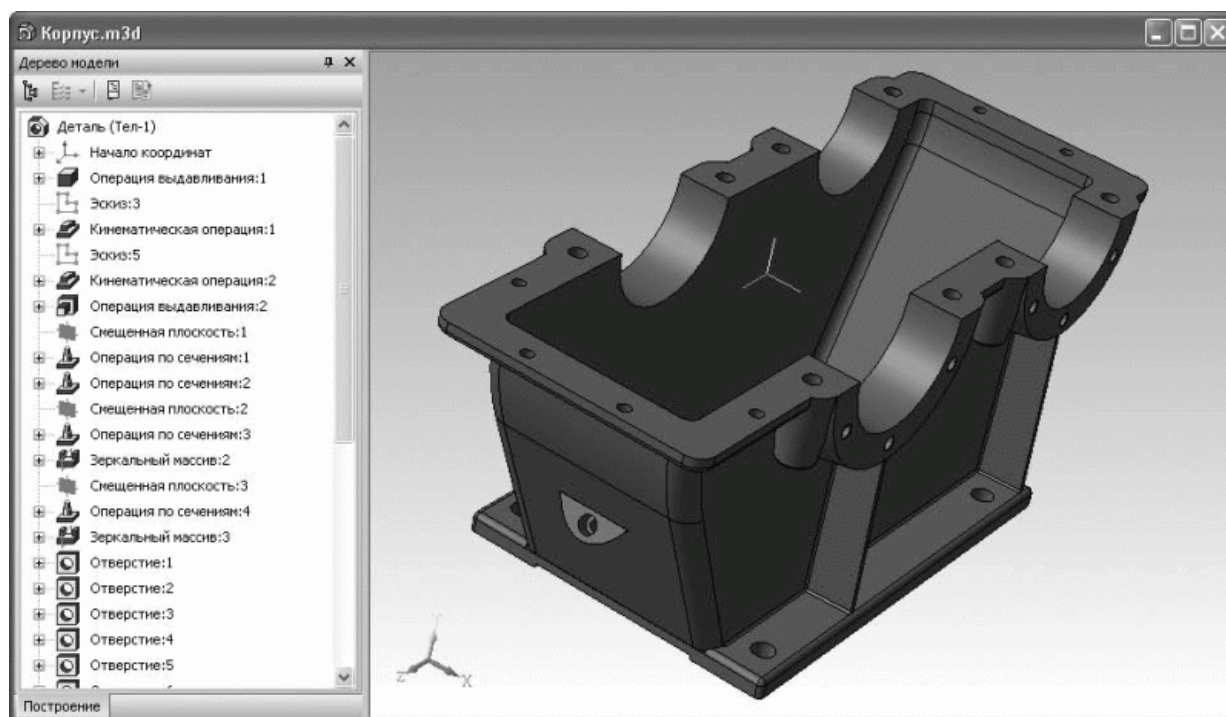 Корпус.m3d
Дерево модели
Деталь (Тел-1)
Начало координат
Операция выдавливания:1
Эскиз:3
Кинематическая операция:1
Эскиз:5
Кинематическая операция:2
Операция выдавливания:2
Смещенная плоскость:1
Операция по сечениям:1
Операция по сечениям:2
Смещенная плоскость:2
Операция по сечениям:3
Зеркальный массив:2
Смещенная плоскость:3
Операция по сечениям:4
Зеркальный массив:3
Отверстие:1
Отверстие:2
Отверстие:3
Отверстие:4
Отверстие:5
Построение
Y
Z
X